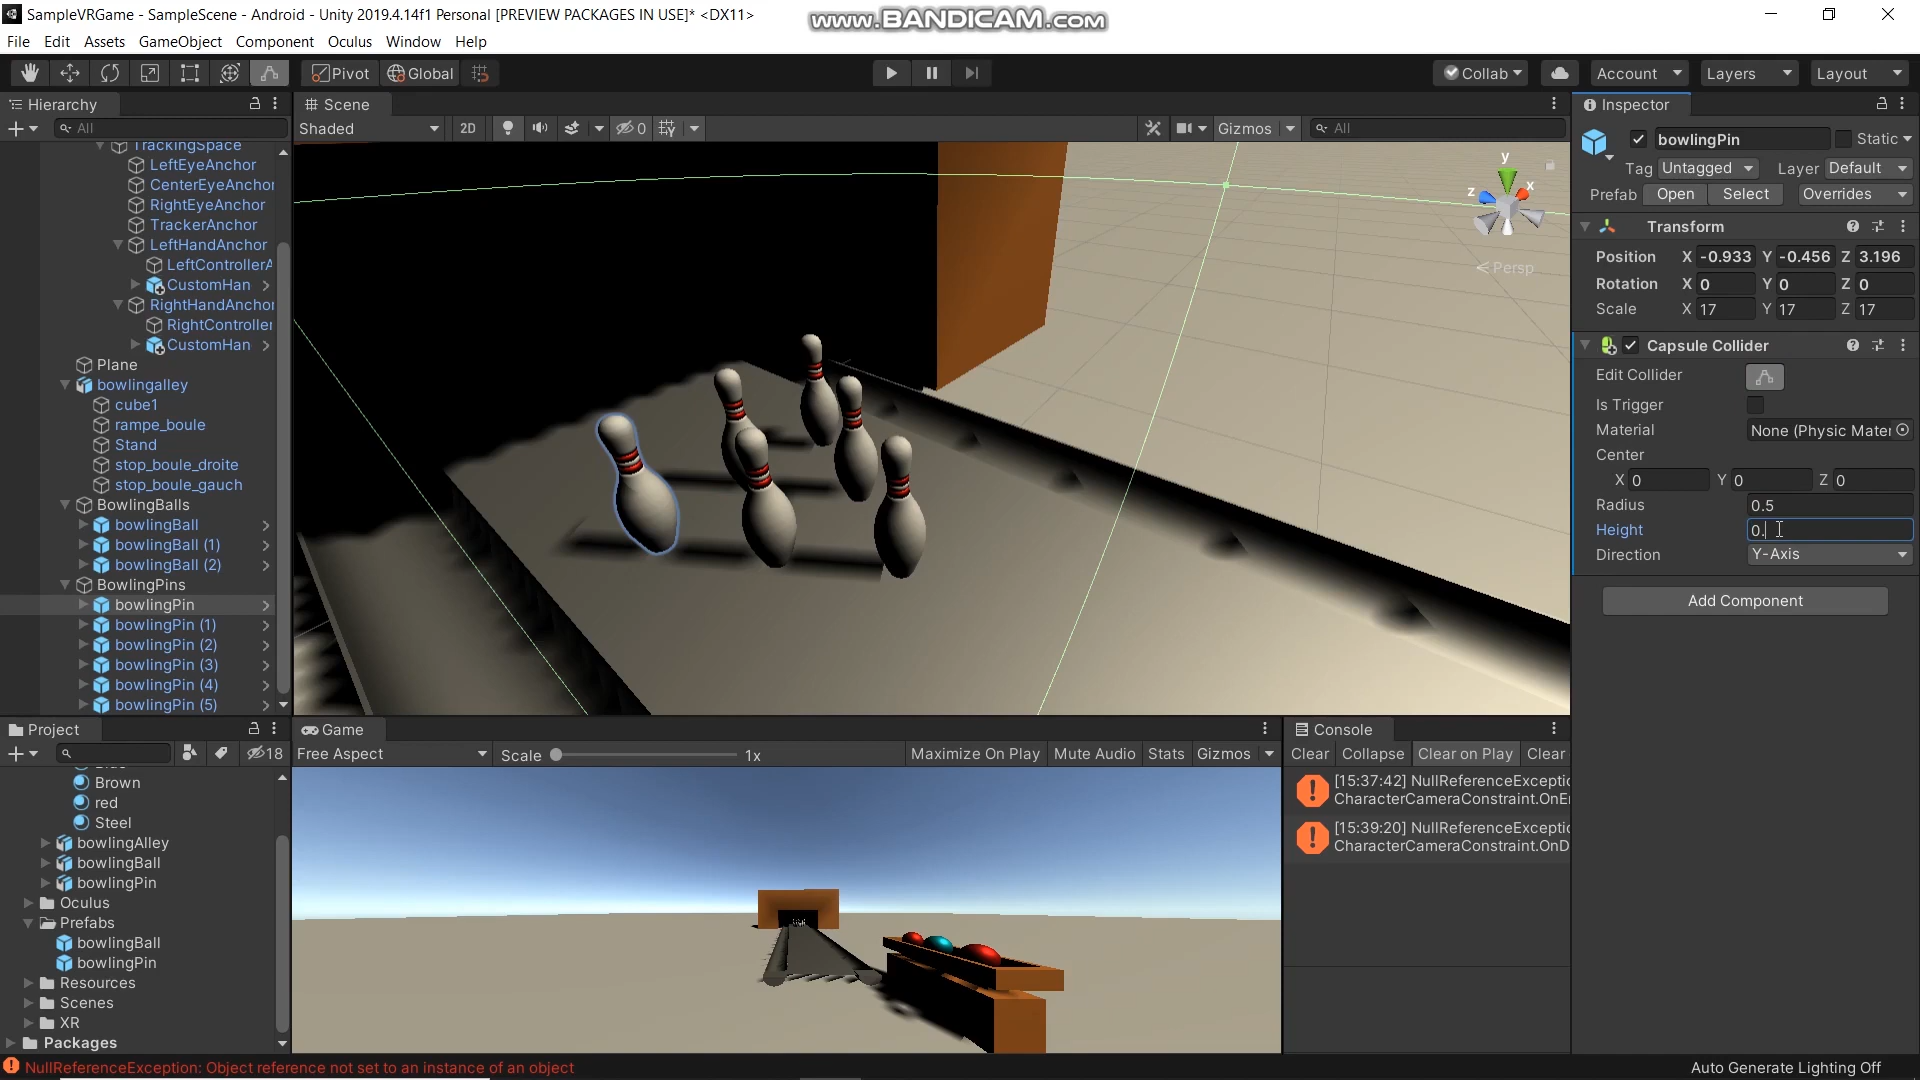 SampleVRGame - SampleScene - Android - Unity 2019.4.14f1 Personal [PREVIEW PACKAGES IN USE]* <DX11>
www.BANDICAM.com
File Edit Assets GameObject Component Oculus Window Help
Pivot Global Collab Account Layers Layout
Hierarchy
All
TrackingSpace
LeftEyeAnchor
CenterEyeAnchor
RightEyeAnchor
TrackerAnchor
LeftHandAnchor
LeftControllerA
CustomHan
RightHandAnchor
RightController
CustomHan
Plane
bowlingalley
cube1
rampe_boule
Stand
stop_boule_droite
stop_boule_gauch
BowlingBalls
bowlingBall
bowlingBall (1)
bowlingBall (2)
BowlingPins
bowlingPin
bowlingPin (1)
bowlingPin (2)
bowlingPin (3)
bowlingPin (4)
bowlingPin (5)
Scene
Shaded 2D 0 Gizmos All
y
x
z
Persp
Inspector
bowlingPin Static
Tag Untagged Layer Default
Prefab Open Select Overrides
Transform
Position X -0.933 Y -0.456 Z 3.196
Rotation X 0 Y 0 Z 0
Scale X 17 Y 17 Z 17
Capsule Collider
Edit Collider
Is Trigger
Material None (Physic Mater
Center
X 0 Y 0 Z 0
Radius 0.5
Height 0.
Direction Y-Axis
Add Component
Project
18
Brown
red
Steel
bowlingAlley
bowlingBall
bowlingPin
Oculus
Prefabs
bowlingBall
bowlingPin
Resources
Scenes
XR
Packages
Game
Free Aspect Scale 1x Maximize On Play Mute Audio Stats Gizmos
Console
Clear Collapse Clear on Play Clear
[15:37:42] NullReferenceExceptio
CharacterCameraConstraint.OnE
[15:39:20] NullReferenceExceptio
CharacterCameraConstraint.OnD
NullReferenceException: Object reference not set to an instance of an object
Auto Generate Lighting Off